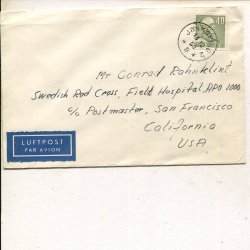 40
Mr Conrad Rahnklint
Swedish Red Cross, Field Hospital, APO 1000
c/o Postmaster, San Francisco
California
USA
LUFTPOST
PAR AVION